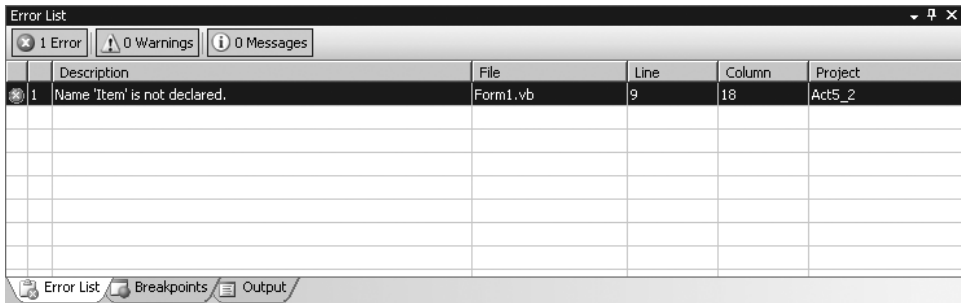 Error List
1 Error 0 Warnings 0 Messages
Description File Line Column Project
1 Name 'Item' is not declared. Form1.vb 9 18 Act5_2
Error List Breakpoints Output